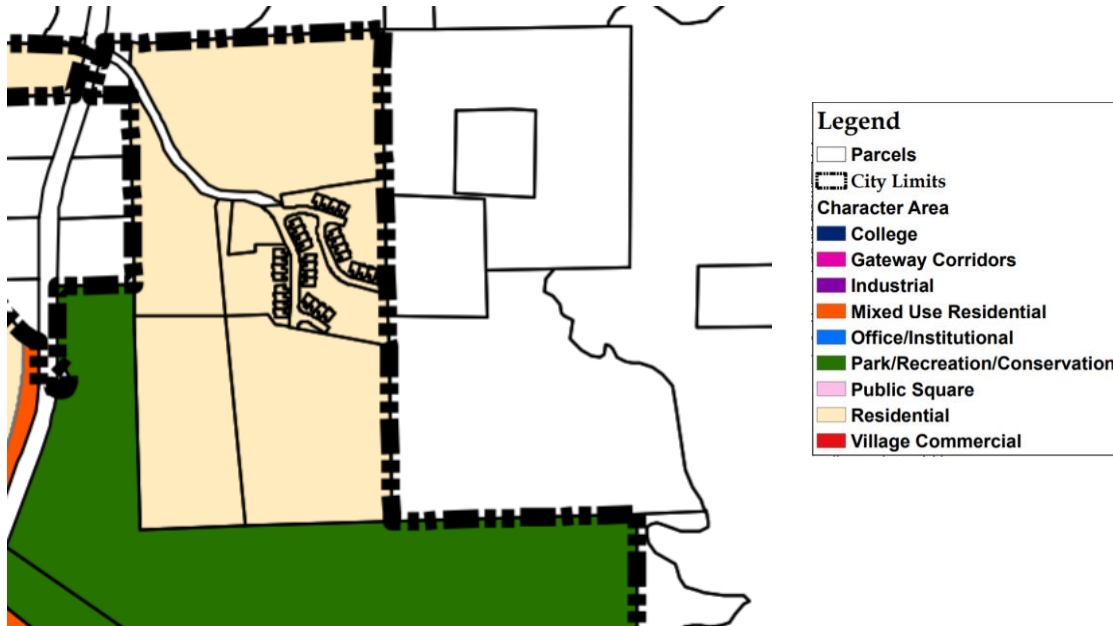 Legend
Parcels
City Limits
Character Area
College
Gateway Corridors
Industrial
Mixed Use Residential
Office/Institutional
Park/Recreation/Conservation
Public Square
Residential
Village Commercial